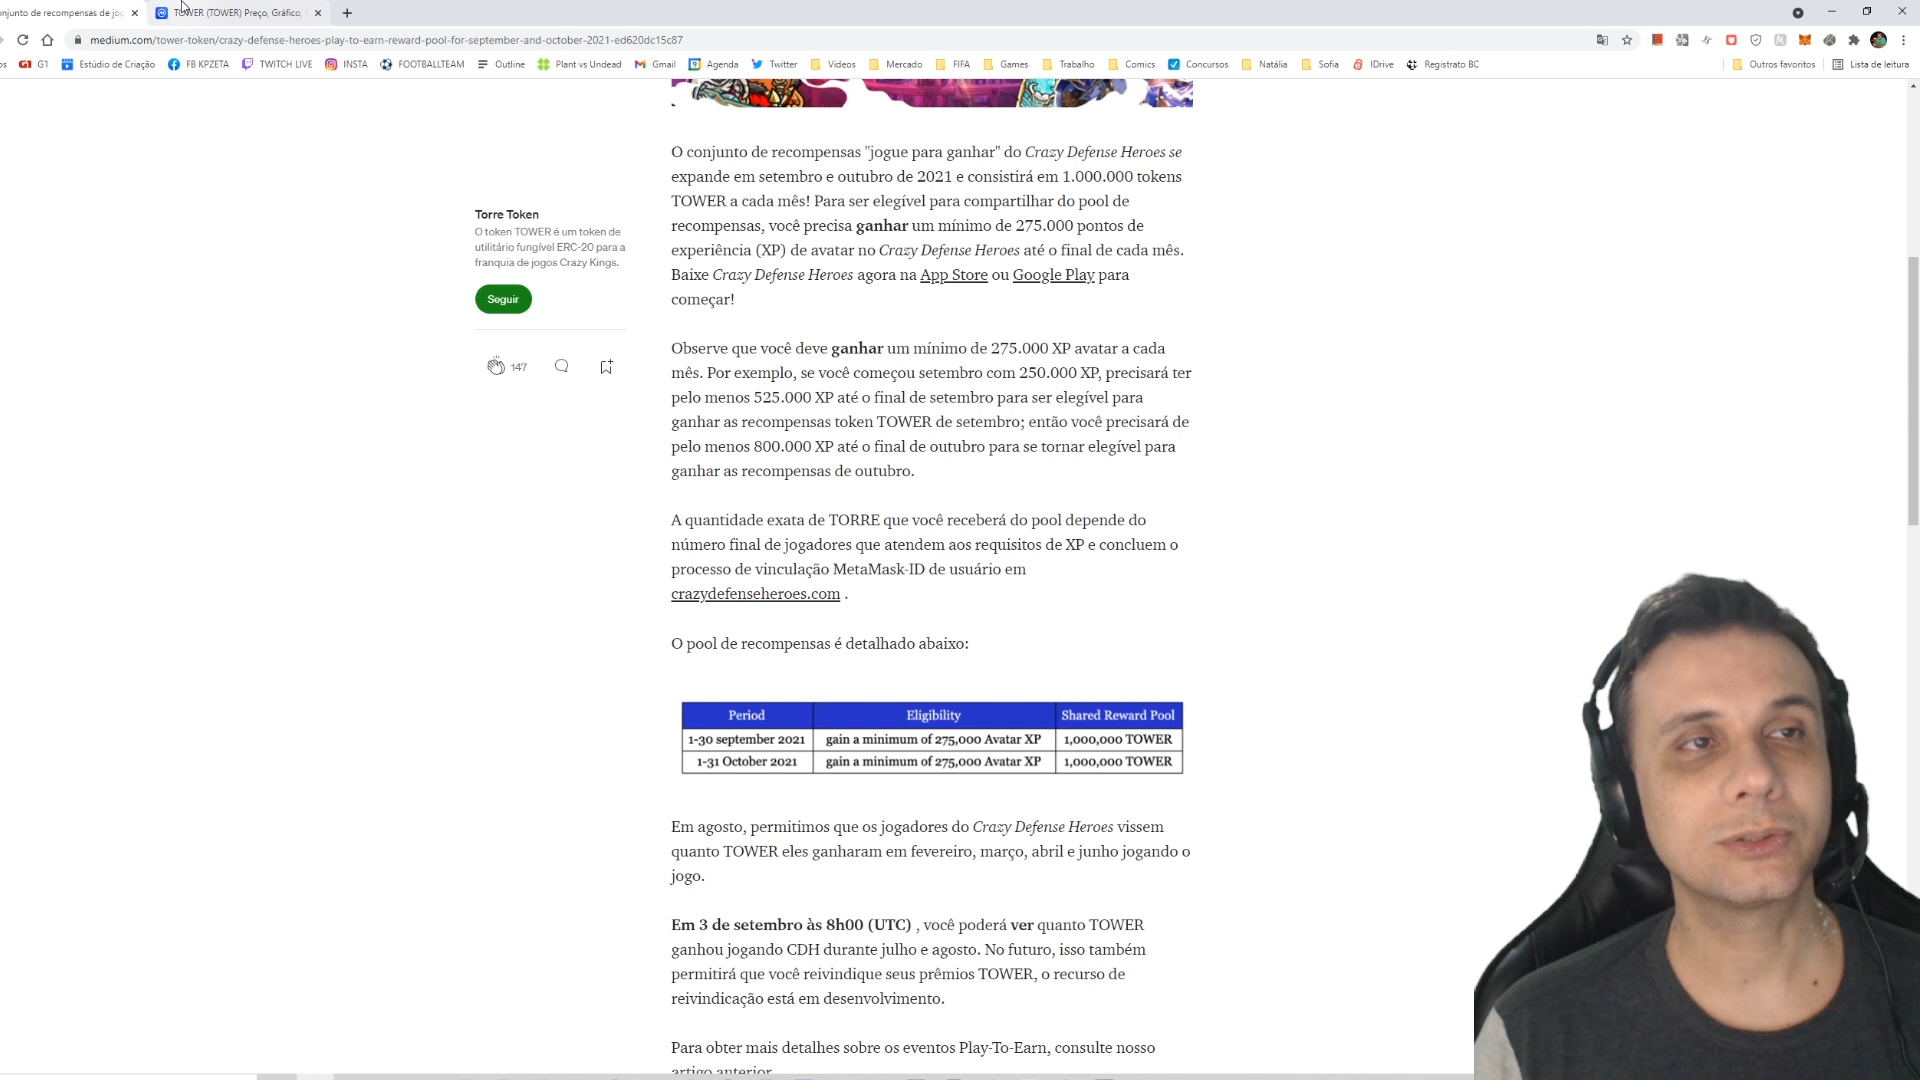 onjunto de recompensas de jog
TOWER (TOWER) Preço, Gráfico,
medium.com/tower-token/crazy-defense-heroes-play-to-earn-reward-pool-for-september-and-october-2021-ed620dc15c87
os G1 Estúdio de Criação FB KPZETA TWITCH LIVE INSTA FOOTBALLTEAM Outline Plant vs Undead Gmail Agenda Twitter Videos Mercado FIFA Games Trabalho Comics Concursos Natália Sofia IDrive Registrato BC Outros favoritos Lista de leitura
O conjunto de recompensas "jogue para ganhar" do Crazy Defense Heroes se
expande em setembro e outubro de 2021 e consistirá em 1.000.000 tokens
TOWER a cada mês! Para ser elegível para compartilhar do pool de
recompensas, você precisa ganhar um mínimo de 275.000 pontos de
experiência (XP) de avatar no Crazy Defense Heroes até o final de cada mês.
Baixe Crazy Defense Heroes agora na App Store ou Google Play para
começar!
Torre Token
O token TOWER é um token de
utilitário fungível ERC-20 para a
franquia de jogos Crazy Kings.
Seguir
147
Observe que você deve ganhar um mínimo de 275.000 XP avatar a cada
mês. Por exemplo, se você começou setembro com 250.000 XP, precisará ter
pelo menos 525.000 XP até o final de setembro para ser elegível para
ganhar as recompensas token TOWER de setembro; então você precisará de
pelo menos 800.000 XP até o final de outubro para se tornar elegível para
ganhar as recompensas de outubro.
A quantidade exata de TORRE que você receberá do pool depende do
número final de jogadores que atendem aos requisitos de XP e concluem o
processo de vinculação MetaMask-ID de usuário em
crazydefenseheroes.com .
O pool de recompensas é detalhado abaixo:
Period Eligibility Shared Reward Pool
1-30 september 2021 gain a minimum of 275,000 Avatar XP 1,000,000 TOWER
1-31 October 2021 gain a minimum of 275,000 Avatar XP 1,000,000 TOWER
Em agosto, permitimos que os jogadores do Crazy Defense Heroes vissem
quanto TOWER eles ganharam em fevereiro, março, abril e junho jogando o
jogo.
Em 3 de setembro às 8h00 (UTC) , você poderá ver quanto TOWER
ganhou jogando CDH durante julho e agosto. No futuro, isso também
permitirá que você reivindique seus prêmios TOWER, o recurso de
reivindicação está em desenvolvimento.
Para obter mais detalhes sobre os eventos Play-To-Earn, consulte nosso
artigo anterior